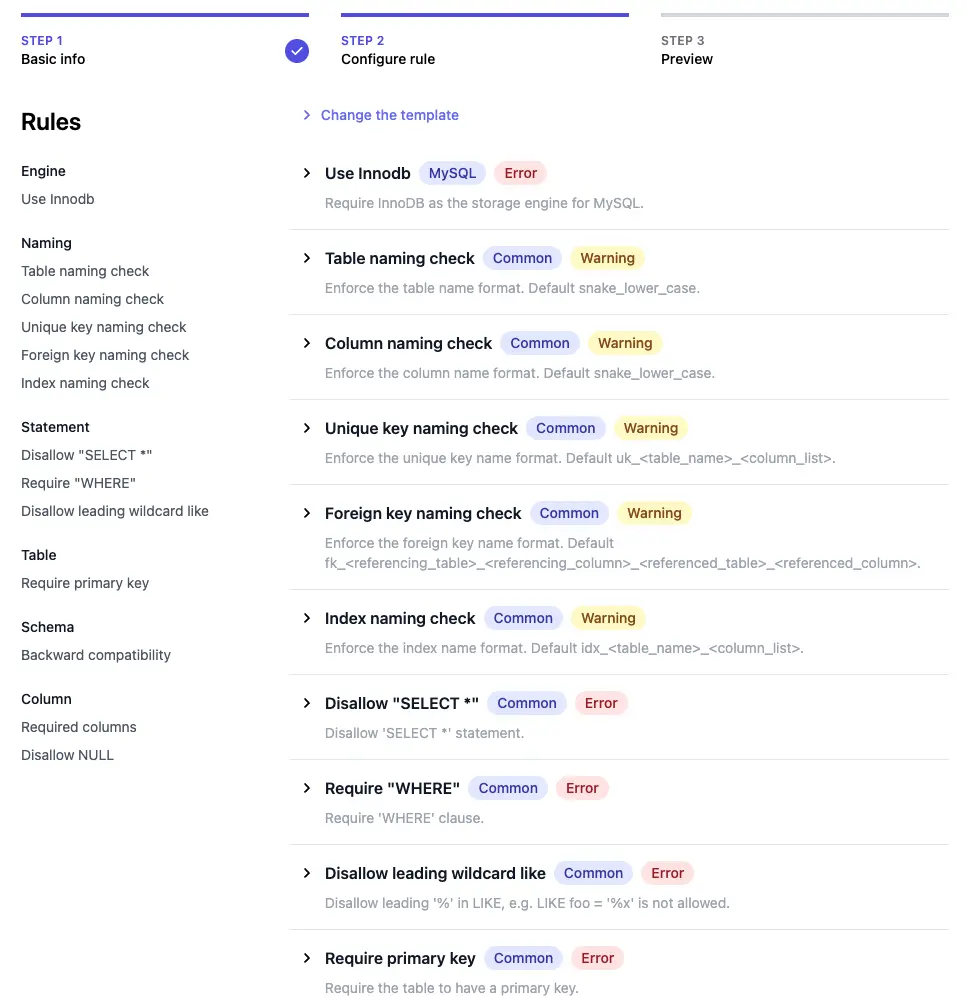 STEP 1
Basic info
STEP 2
Configure rule
STEP 3
Preview
Rules
Engine
Use Innodb
Naming
Table naming check
Column naming check
Unique key naming check
Foreign key naming check
Index naming check
Statement
Disallow "SELECT *"
Require "WHERE"
Disallow leading wildcard like
Table
Require primary key
Schema
Backward compatibility
Column
Required columns
Disallow NULL
Change the template
Use Innodb MySQL Error
Require InnoDB as the storage engine for MySQL.
Table naming check Common Warning
Enforce the table name format. Default snake_lower_case.
Column naming check Common Warning
Enforce the column name format. Default snake_lower_case.
Unique key naming check Common Warning
Enforce the unique key name format. Default uk_<table_name>_<column_list>.
Foreign key naming check Common Warning
Enforce the foreign key name format. Default
fk_<referencing_table>_<referencing_column>_<referenced_table>_<referenced_column>.
Index naming check Common Warning
Enforce the index name format. Default idx_<table_name>_<column_list>.
Disallow "SELECT *" Common Error
Disallow 'SELECT *' statement.
Require "WHERE" Common Error
Require 'WHERE' clause.
Disallow leading wildcard like Common Error
Disallow leading '%' in LIKE, e.g. LIKE foo = '%x' is not allowed.
Require primary key Common Error
Require the table to have a primary key.